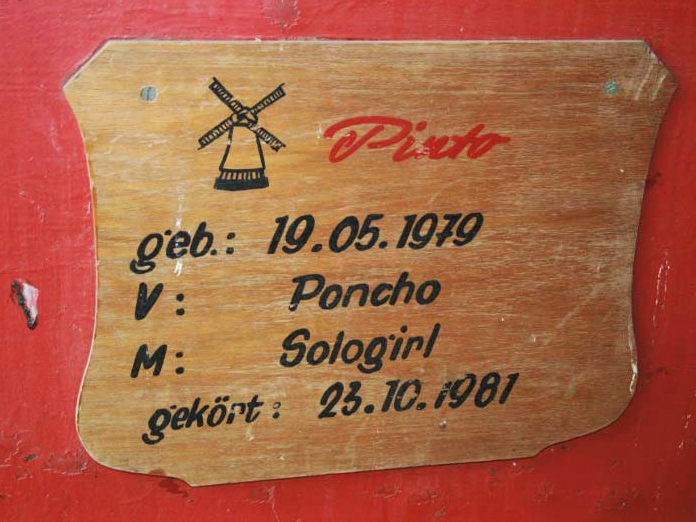 Pinto
geb.: 19.05.1979
V: Poncho
M: Sologirl
gekört: 23.10.1981